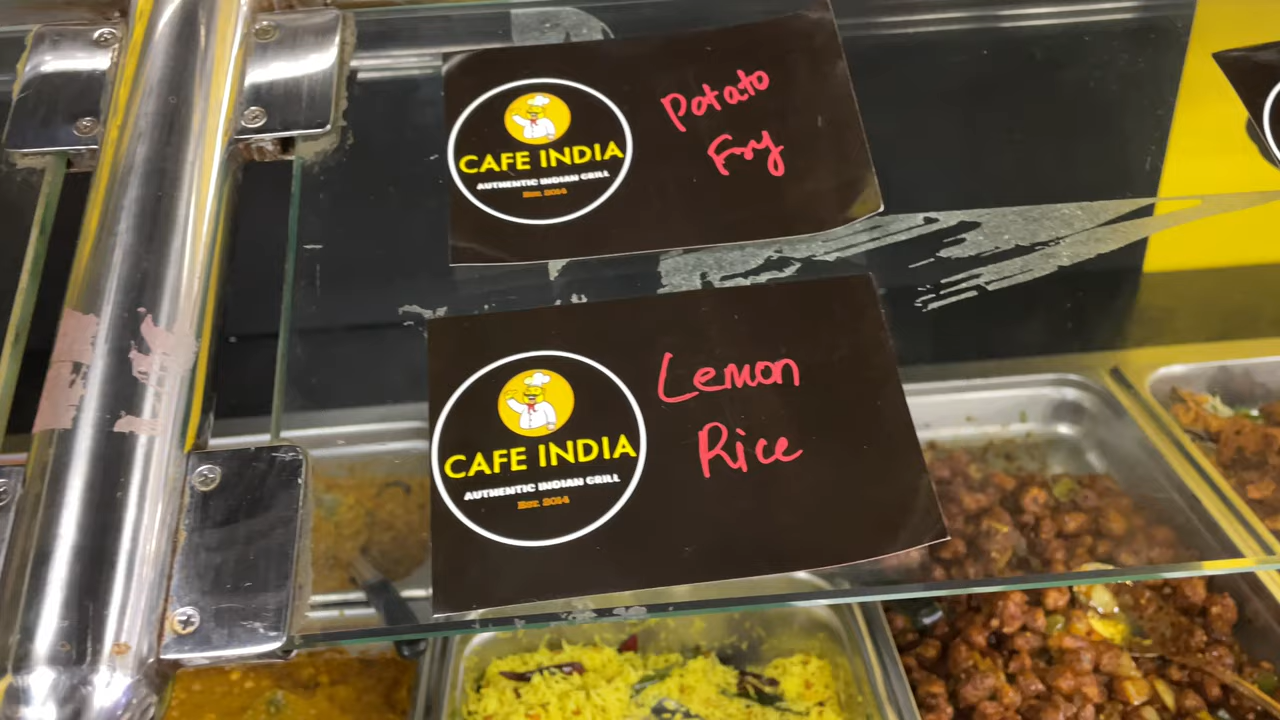 CAFE INDIA
AUTHENTIC INDIAN GRILL
Est. 2014
Potato
Fry
CAFE INDIA
AUTHENTIC INDIAN GRILL
Est. 2014
Lemon
Rice